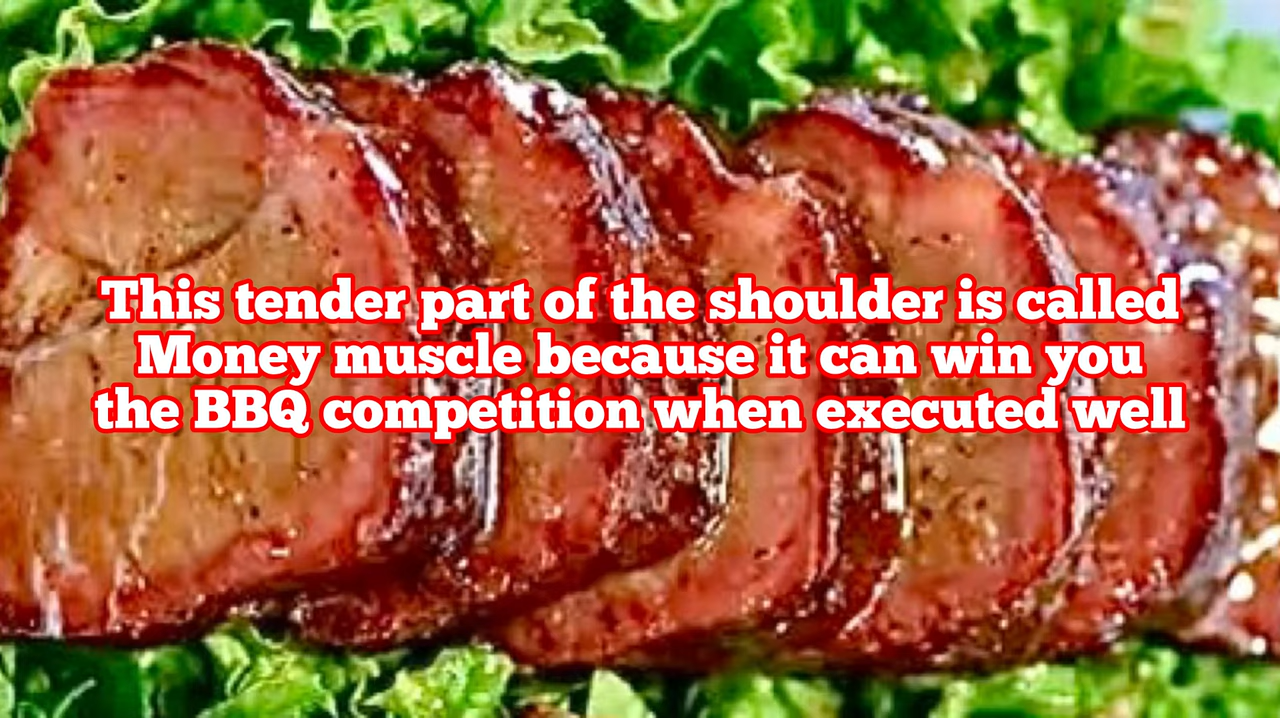 This tender part of the shoulder is called
Money muscle because it can win you
the BBQ competition when executed well